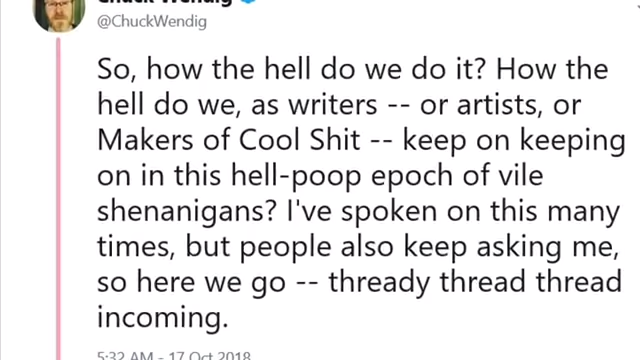 Chuck Wendig
@ChuckWendig
So, how the hell do we do it? How the
hell do we, as writers -- or artists, or
Makers of Cool Shit -- keep on keeping
on in this hell-poop epoch of vile
shenanigans? I've spoken on this many
times, but people also keep asking me,
so here we go -- thready thread thread
incoming.
5:32 AM - 17 Oct 2018